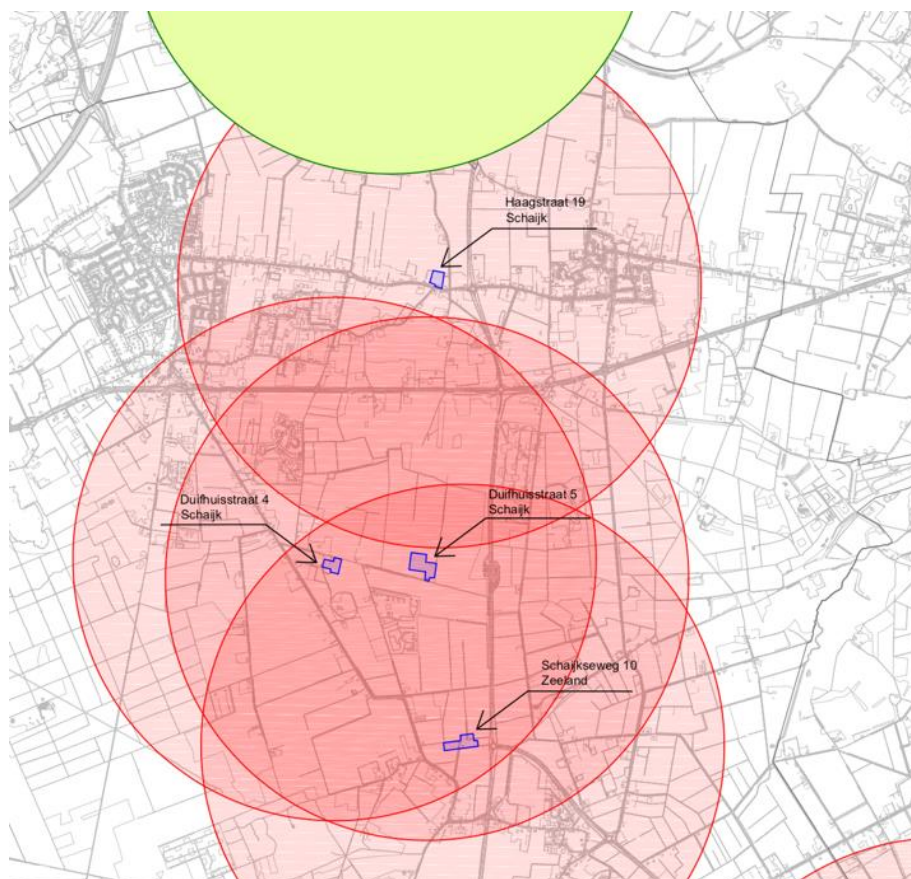 Haagstraat 19
Schaijk
Duifhuisstraat 4
Schaijk
Duifhuisstraat 5
Schaijk
Schaijkseweg 10
Zeeland